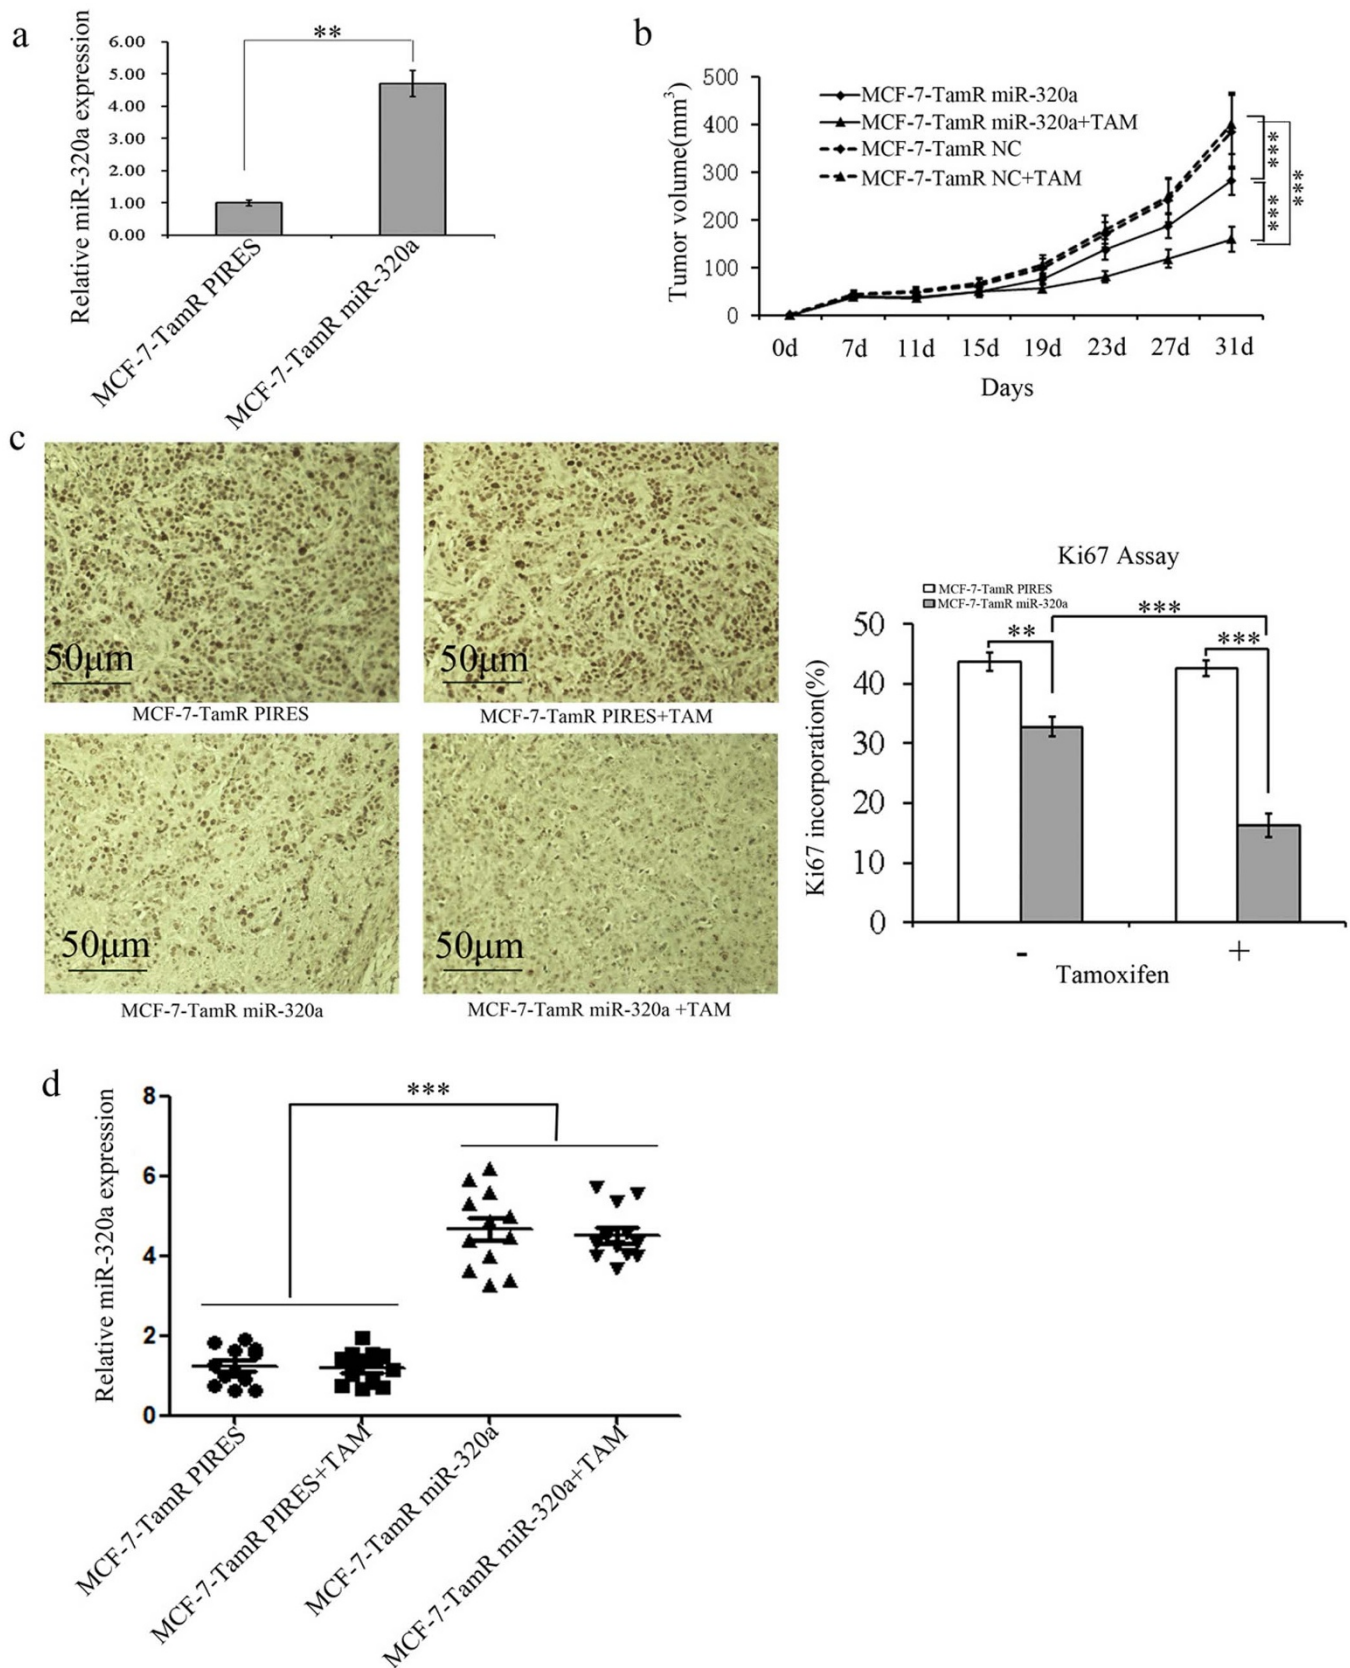 a
Relative miR-320a expression
6.00
5.00
4.00
3.00
2.00
1.00
0.00
**
MCF-7-TamR PIRES
MCF-7-TamR miR-320a
b
Tumor volume(mm3)
500
400
300
200
100
0
MCF-7-TamR miR-320a
MCF-7-TamR miR-320a+TAM
MCF-7-TamR NC
MCF-7-TamR NC+TAM
***
***
***
0d 7d 11d 15d 19d 23d 27d 31d
Days
c
50µm
MCF-7-TamR PIRES
50µm
MCF-7-TamR PIRES+TAM
50µm
MCF-7-TamR miR-320a
50µm
MCF-7-TamR miR-320a +TAM
Ki67 Assay
MCF-7-TamR PIRES
MCF-7-TamR miR-320a
Ki67 incorporation(%)
50
40
30
20
10
0
**
***
***
- +
Tamoxifen
d
Relative miR-320a expression
8
6
4
2
0
***
MCF-7-TamR PIRES
MCF-7-TamR PIRES+TAM
MCF-7-TamR miR-320a
MCF-7-TamR miR-320a+TAM